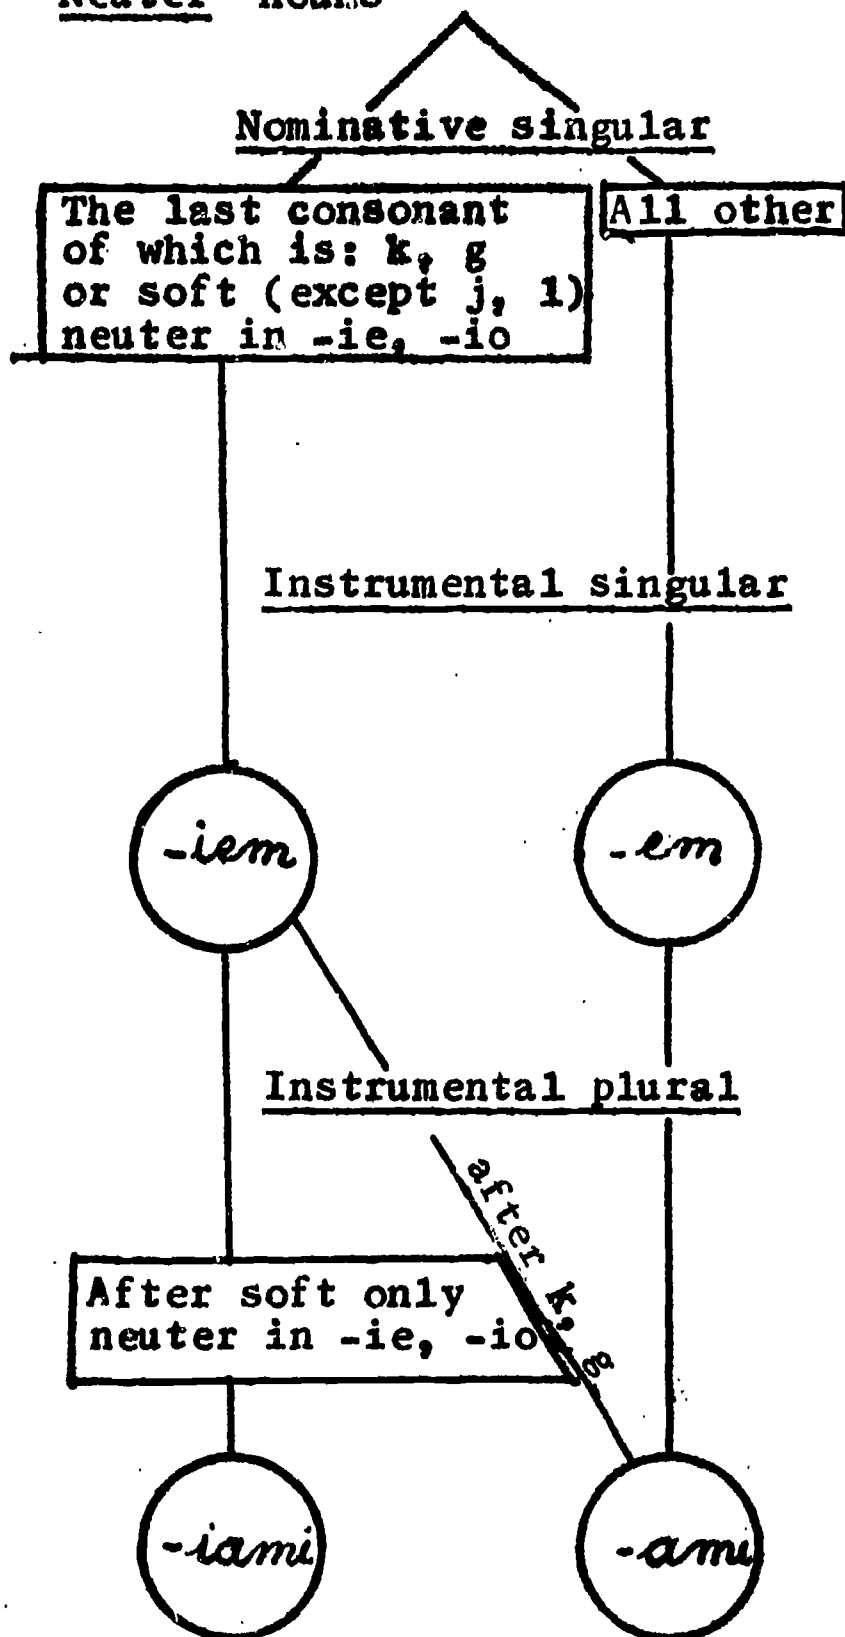 Neuter nouns
Nominative singular
The last consonant
of which is: k, g
or soft (except j, l)
neuter in -ie, -io
All other
Instrumental singular
-iem
-em
Instrumental plural
after k, g
After soft only
neuter in -ie, -io
-iami
-ami